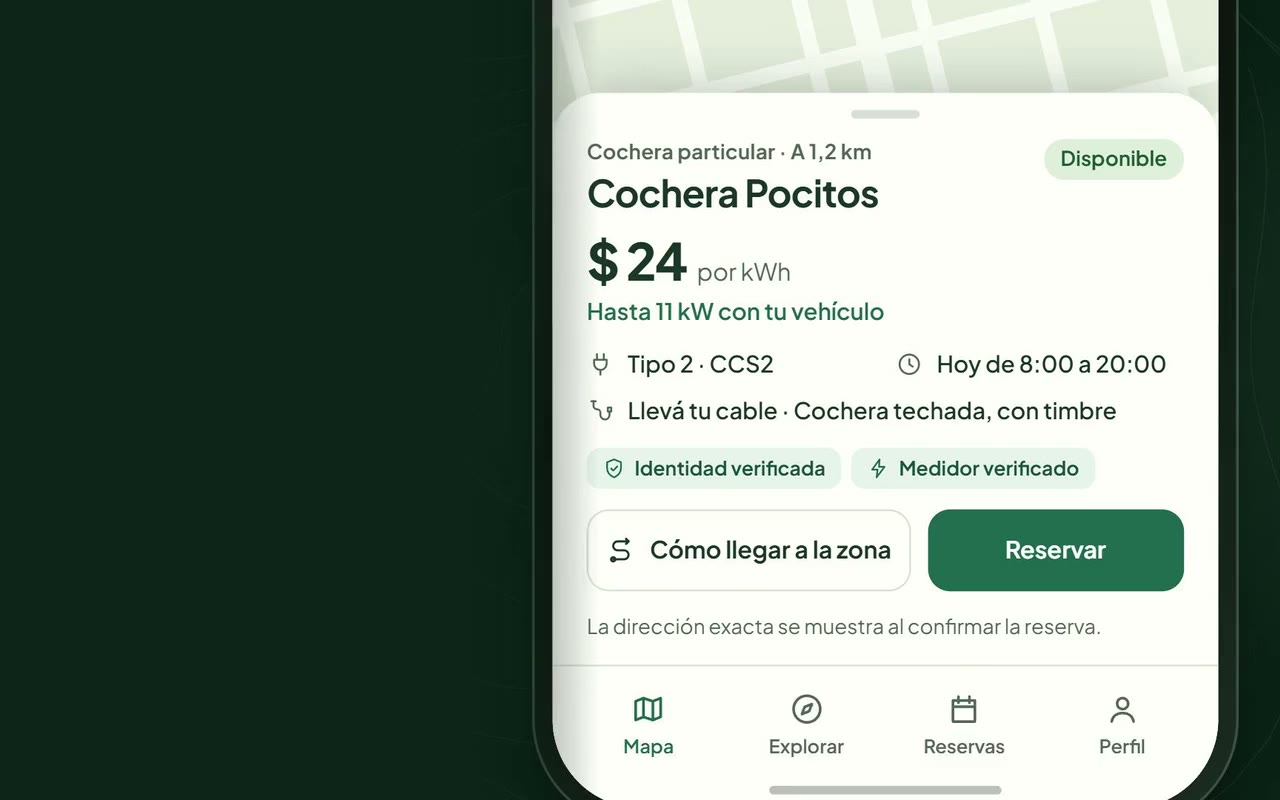 Cochera particular · A 1,2 km
Disponible
Cochera Pocitos
$ 24 por kWh
Hasta 11 kW con tu vehículo
Tipo 2 · CCS2
Hoy de 8:00 a 20:00
Llevá tu cable · Cochera techada, con timbre
Identidad verificada
Medidor verificado
Cómo llegar a la zona
Reservar
La dirección exacta se muestra al confirmar la reserva.
Mapa
Explorar
Reservas
Perfil